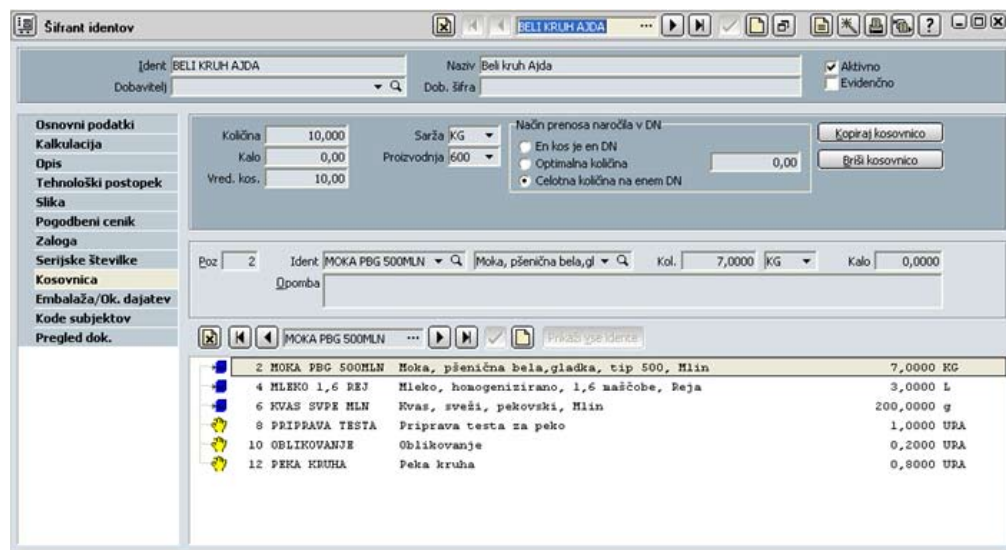 Šifrant identov
BELI KRUH AJDA ...
Ident BELI KRUH AJDA Naziv Beli kruh Ajda Aktivno
Dobavitelj Dob. šifra Evidenčno
Osnovni podatki
Kalkulacija
Opis
Tehnološki postopek
Slika
Pogodbeni cenik
Zaloga
Serijske številke
Kosovnica
Embalaža/Ok. dajatev
Kode subjektov
Pregled dok.
Količina 10,000 Sarža KG
Kalo 0,00 Proizvodnja 600
Vred. kos. 10,00
Način prenosa naročila v DN
En kos je en DN
Optimalna količina 0,00
Celotna količina na enem DN
Kopiraj kosovnico
Briši kosovnico
Poz 2 Ident MOKA PBG 500MLN Moka, pšenična bela,gl Kol. 7,0000 KG Kalo 0,0000
Opomba
MOKA PBG 500MLN ... Prikaži vse idente
2 MOKA PBG 500MLN Moka, pšenična bela,gladka, tip 500, Mlin 7,0000 KG
4 MLEKO 1,6 REJ Mleko, homogenizirano, 1,6 maščobe, Reja 3,0000 L
6 KVAS SVPE MLN Kvas, sveži, pekovski, Mlin 200,0000 g
8 PRIPRAVA TESTA Priprava testa za peko 1,0000 URA
10 OBLIKOVANJE Oblikovanje 0,2000 URA
12 PEKA KRUHA Peka kruha 0,8000 URA